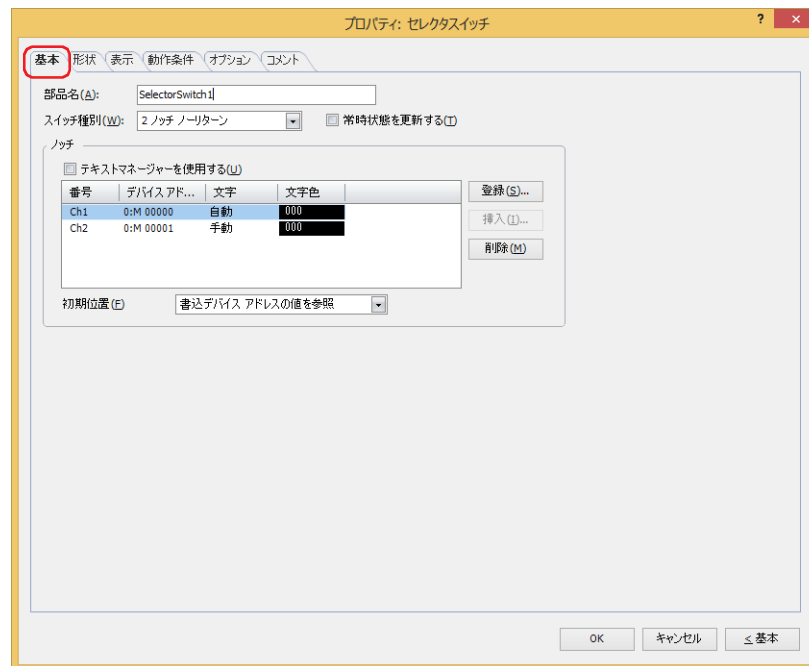 プロパティ: セレクタスイッチ
? ×
基本 形状 表示 動作条件 オプション コメント
部品名(A): SelectorSwitch1
スイッチ種別(W): 2 ノッチ ノーリターン 常時状態を更新する(T)
ノッチ
テキストマネージャーを使用する(U)
番号 デバイス アドレ... 文字 文字色 登録(S)...
Ch1 0:M 00000 自動 000
挿入(I)...
Ch2 0:M 00001 手動 000
削除(M)
初期位置(F) 書込デバイス アドレスの値を参照
OK キャンセル ≤ 基本